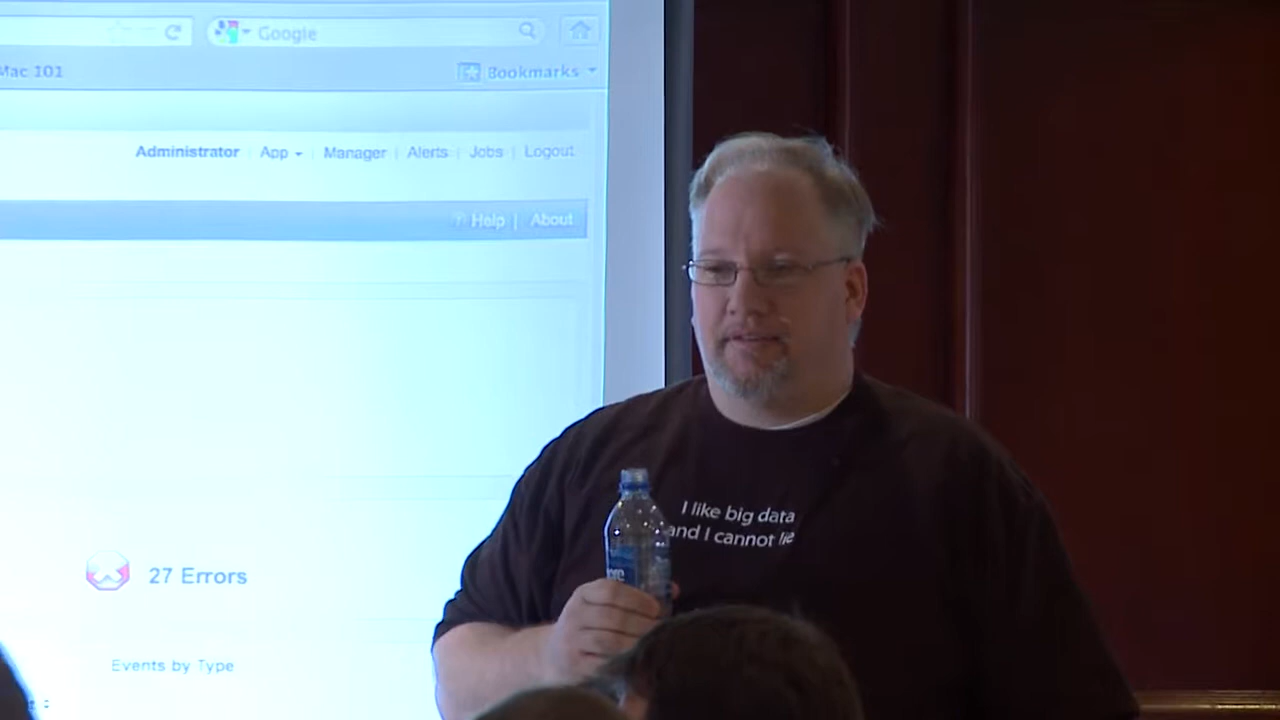 Google
Mac 101
Bookmarks
Administrator | App | Manager | Alerts | Jobs | Logout
? Help | About
I like big data
and I cannot lie
27 Errors
Events by Type